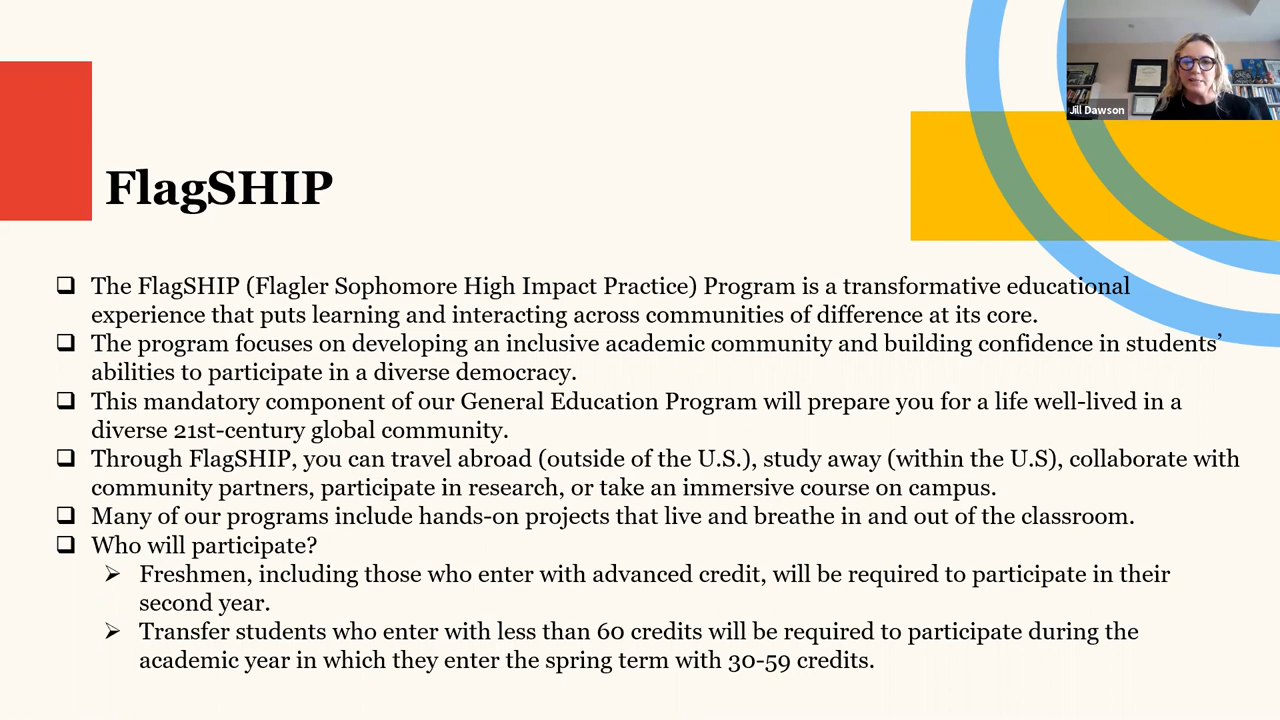 Jill Dawson
FlagSHIP
❑ The FlagSHIP (Flagler Sophomore High Impact Practice) Program is a transformative educational
experience that puts learning and interacting across communities of difference at its core.
❑ The program focuses on developing an inclusive academic community and building confidence in students’
abilities to participate in a diverse democracy.
❑ This mandatory component of our General Education Program will prepare you for a life well-lived in a
diverse 21st-century global community.
❑ Through FlagSHIP, you can travel abroad (outside of the U.S.), study away (within the U.S), collaborate with
community partners, participate in research, or take an immersive course on campus.
❑ Many of our programs include hands-on projects that live and breathe in and out of the classroom.
❑ Who will participate?
➢ Freshmen, including those who enter with advanced credit, will be required to participate in their
second year.
➢ Transfer students who enter with less than 60 credits will be required to participate during the
academic year in which they enter the spring term with 30-59 credits.